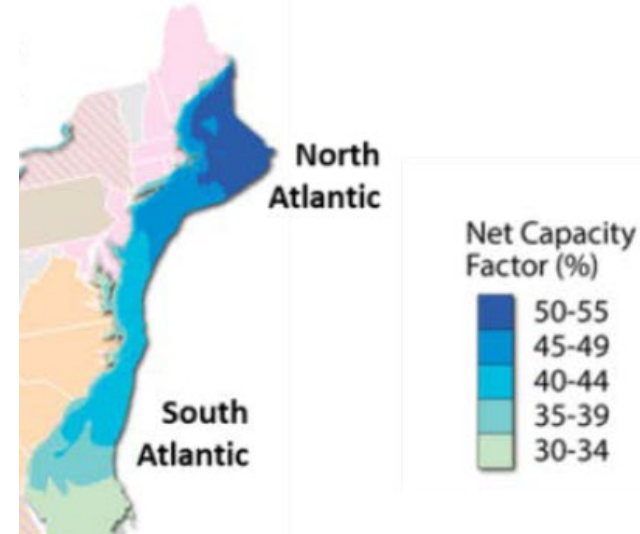 North
Atlantic
South
Atlantic
Net Capacity
Factor (%)
50-55
45-49
40-44
35-39
30-34